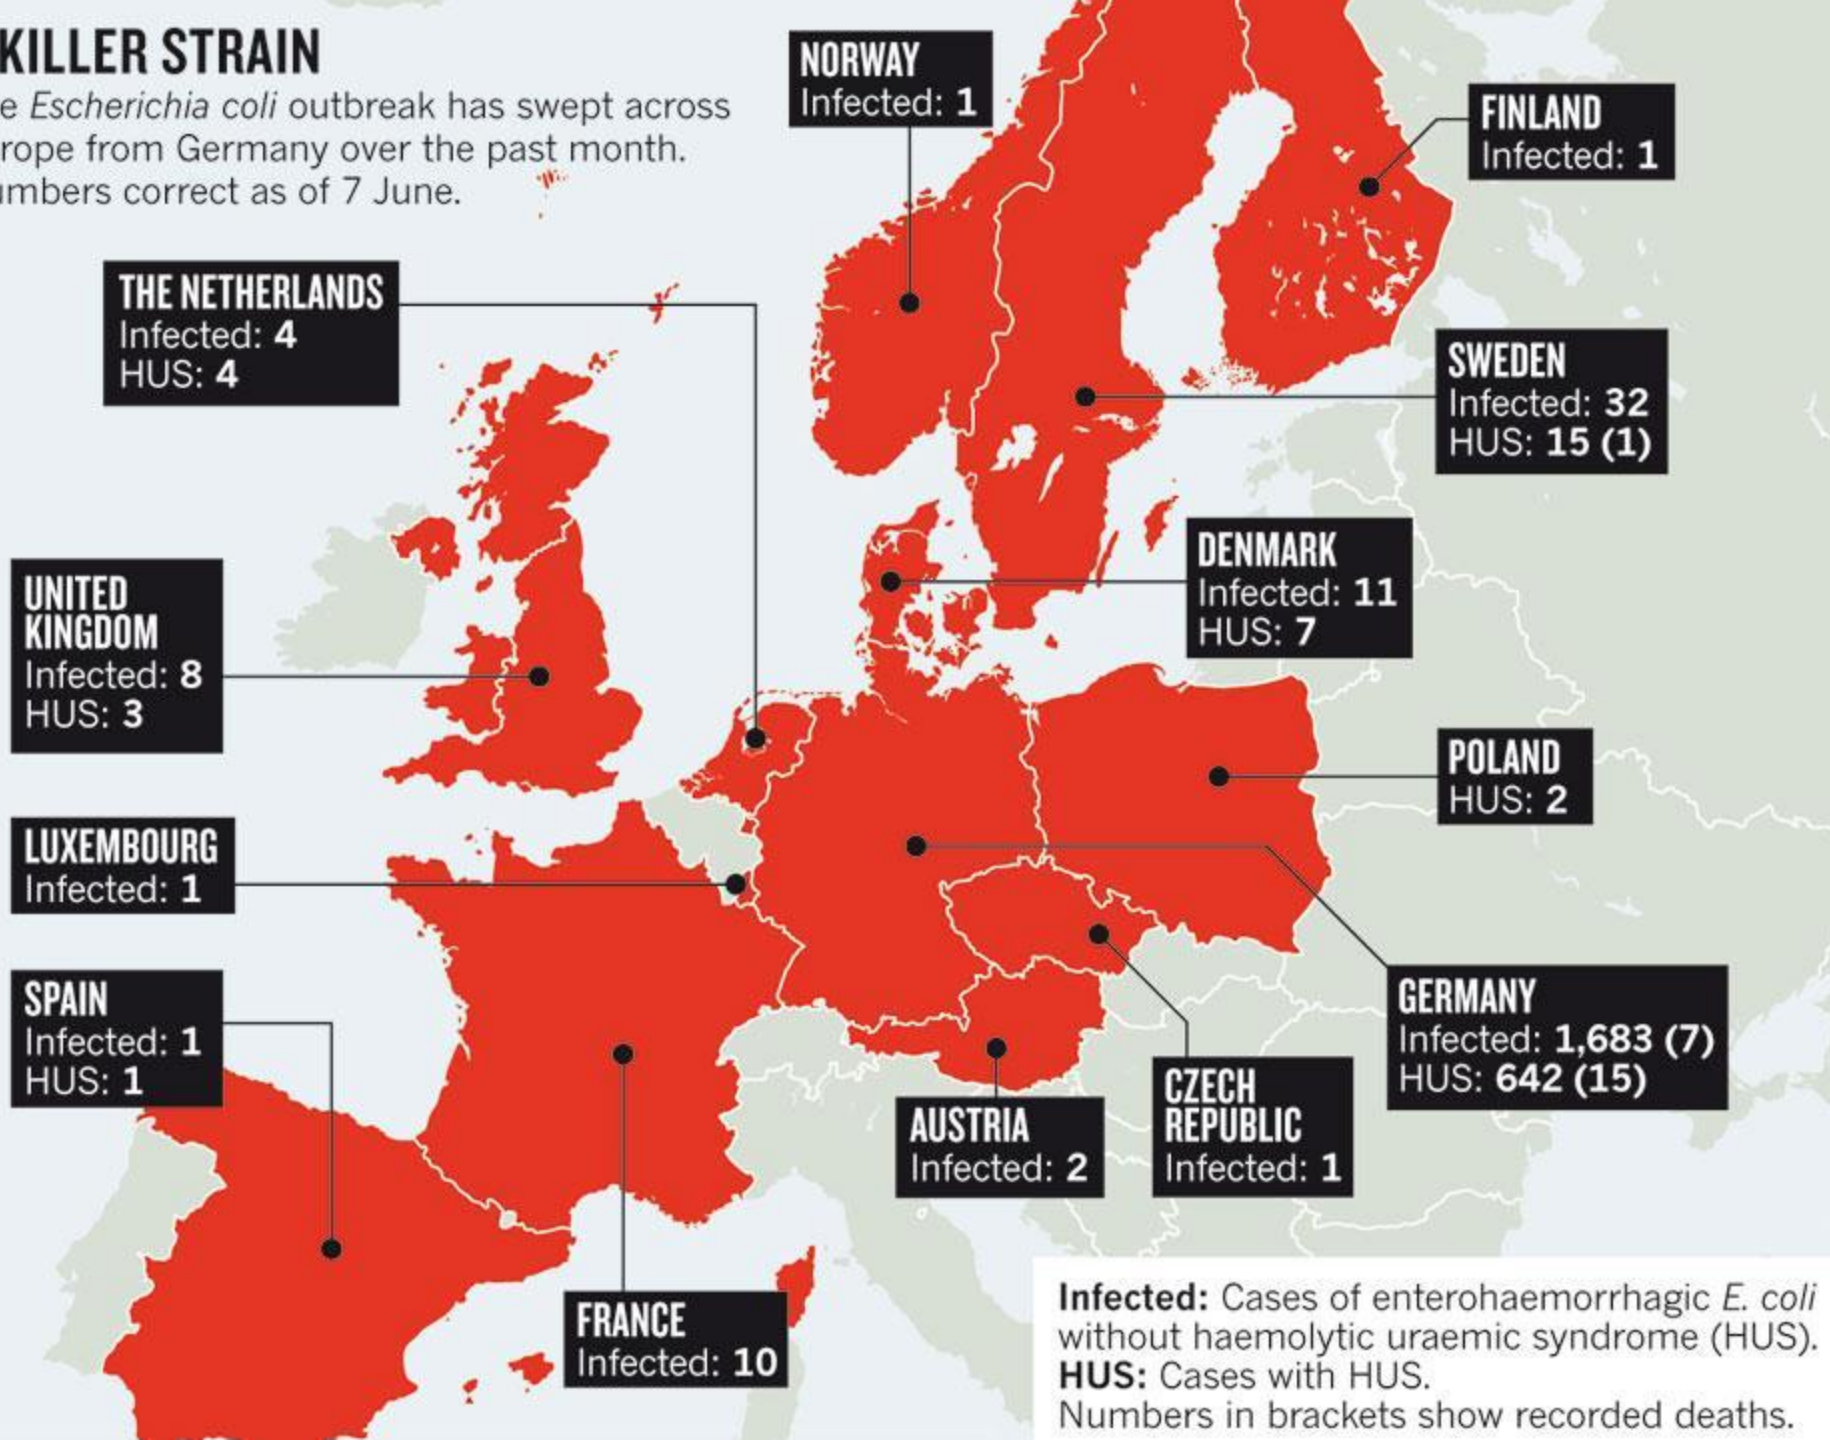 KILLER STRAIN
e Escherichia coli outbreak has swept across
rope from Germany over the past month.
umbers correct as of 7 June.
NORWAY
Infected: 1
FINLAND
Infected: 1
THE NETHERLANDS
Infected: 4
HUS: 4
SWEDEN
Infected: 32
HUS: 15 (1)
DENMARK
Infected: 11
HUS: 7
UNITED
KINGDOM
Infected: 8
HUS: 3
POLAND
HUS: 2
LUXEMBOURG
Infected: 1
SPAIN
Infected: 1
HUS: 1
GERMANY
Infected: 1,683 (7)
HUS: 642 (15)
CZECH
REPUBLIC
Infected: 1
AUSTRIA
Infected: 2
FRANCE
Infected: 10
Infected: Cases of enterohaemorrhagic E. coli
without haemolytic uraemic syndrome (HUS).
HUS: Cases with HUS.
Numbers in brackets show recorded deaths.